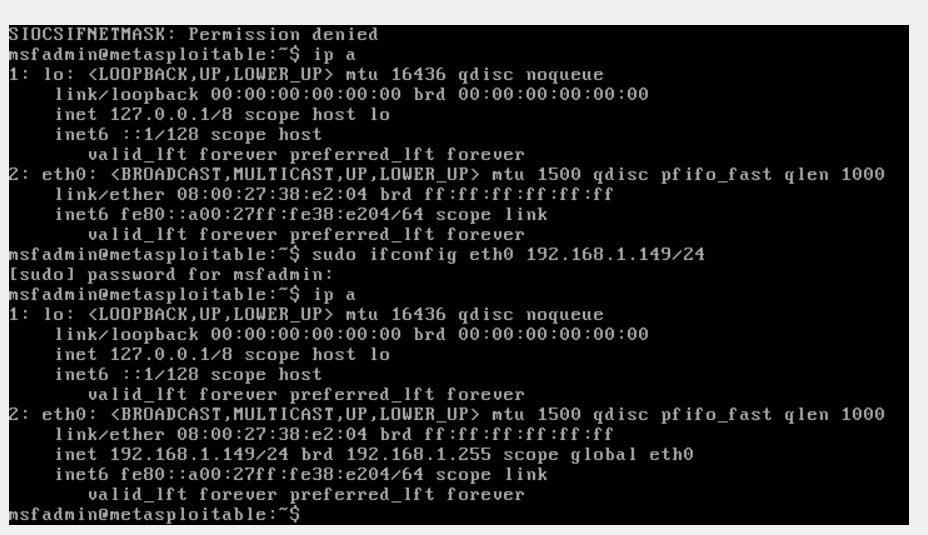 SIOCSIFNETMASK: Permission denied
msfadmin@metasploitable:~$ ip a
1: lo: <LOOPBACK,UP,LOWER_UP> mtu 16436 qdisc noqueue
    link/loopback 00:00:00:00:00:00 brd 00:00:00:00:00:00
    inet 127.0.0.1/8 scope host lo
    inet6 ::1/128 scope host
       valid_lft forever preferred_lft forever
2: eth0: <BROADCAST,MULTICAST,UP,LOWER_UP> mtu 1500 qdisc pfifo_fast qlen 1000
    link/ether 08:00:27:38:e2:04 brd ff:ff:ff:ff:ff:ff
    inet6 fe80::a00:27ff:fe38:e204/64 scope link
       valid_lft forever preferred_lft forever
msfadmin@metasploitable:~$ sudo ifconfig eth0 192.168.1.149/24
[sudo] password for msfadmin:
msfadmin@metasploitable:~$ ip a
1: lo: <LOOPBACK,UP,LOWER_UP> mtu 16436 qdisc noqueue
    link/loopback 00:00:00:00:00:00 brd 00:00:00:00:00:00
    inet 127.0.0.1/8 scope host lo
    inet6 ::1/128 scope host
       valid_lft forever preferred_lft forever
2: eth0: <BROADCAST,MULTICAST,UP,LOWER_UP> mtu 1500 qdisc pfifo_fast qlen 1000
    link/ether 08:00:27:38:e2:04 brd ff:ff:ff:ff:ff:ff
    inet 192.168.1.149/24 brd 192.168.1.255 scope global eth0
    inet6 fe80::a00:27ff:fe38:e204/64 scope link
       valid_lft forever preferred_lft forever
msfadmin@metasploitable:~$